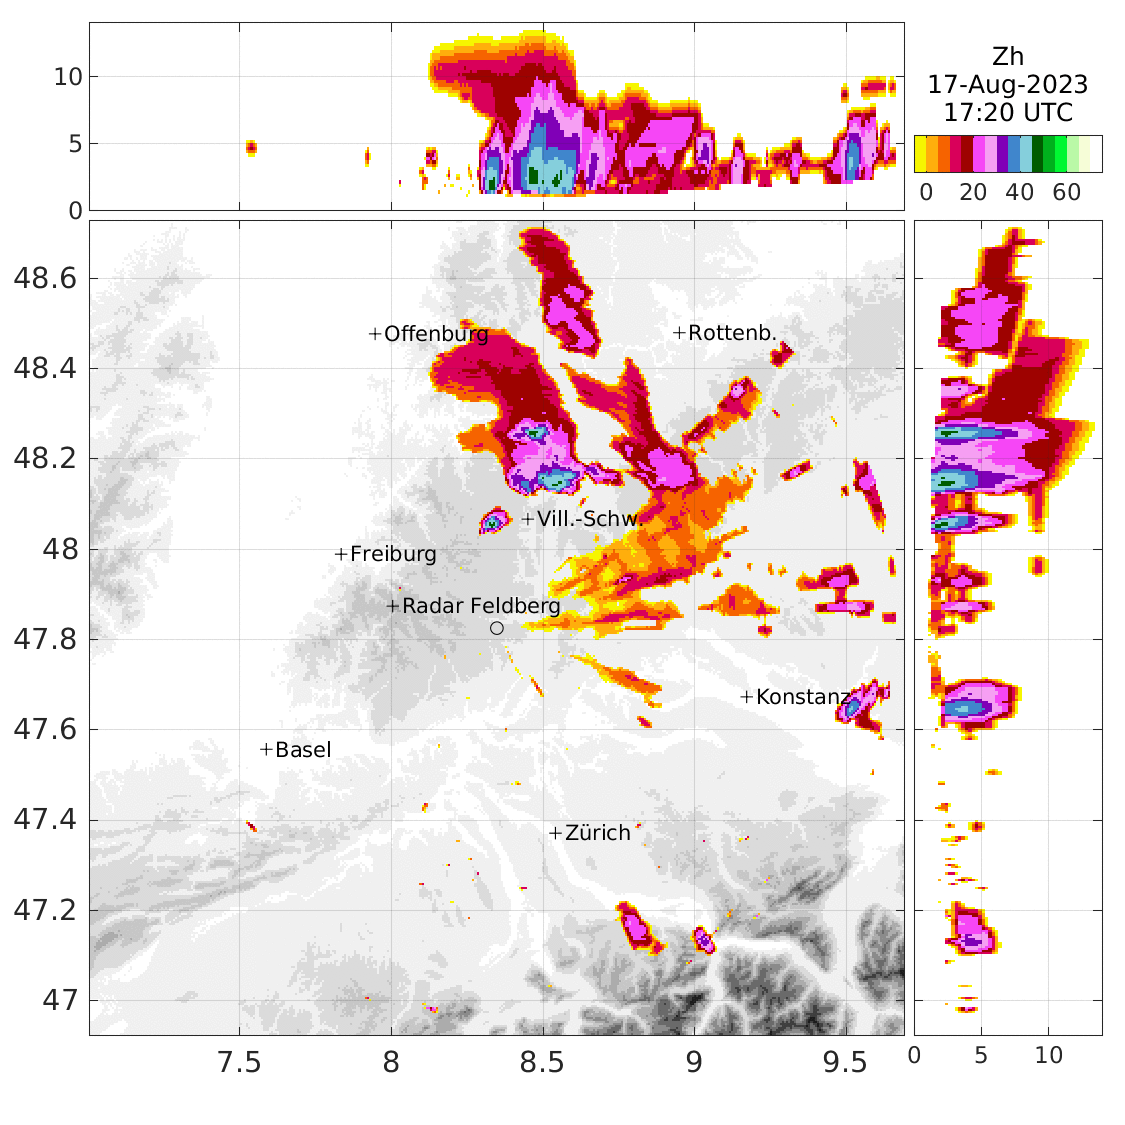 10
5
0
Zh
17-Aug-2023
17:20 UTC
0 20 40 60
48.6
48.4
48.2
48
47.8
47.6
47.4
47.2
47
+Offenburg
+Rottenb.
+Vill.-Schw.
+Freiburg
+Radar Feldberg
+Konstanz
+Basel
+Zürich
7.5 8 8.5 9 9.5
0 5 10